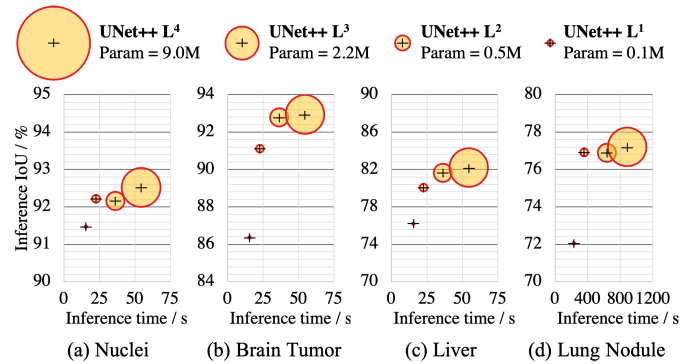 UNet++ L⁴ UNet++ L³ UNet++ L² UNet++ L¹
Param = 9.0M Param = 2.2M Param = 0.5M Param = 0.1M
Inference IoU / %
95
94
93
92
91
90
0 25 50 75
Inference time / s
(a) Nuclei
94
92
90
88
86
84
0 25 50 75
Inference time / s
(b) Brain Tumor
90
86
82
78
74
70
0 25 50 75
Inference time / s
(c) Liver
80
78
76
74
72
70
0 400 800 1200
Inference time / s
(d) Lung Nodule